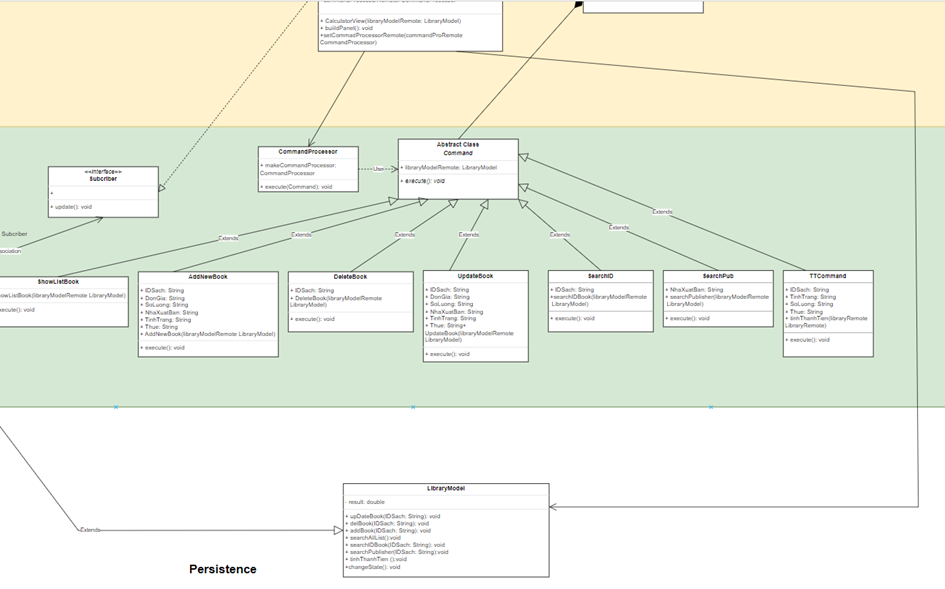 + CalculatorView(libraryModelRemote: LibraryModel)
+ buildPanel(): void
+setCommadProcessorRemote(commandProRemote
CommandProcessor)
<<Interface>>
Subcriber
+
+ update(): void
CommandProcessor
+ makeCommandProcessor:
CommandProcessor
+ execute(Command): void
Use
Abstract Class
Command
+ libraryModelRemote: LibraryModel
+ execute(): void
Subcriber
Extends
Extends
Extends
Extends
Extends
Extends
Extends
ShowListBook
owListBook(libraryModelRemote LibraryModel)
ecute(): void
AddNewBook
+ IDSach: String
+ DonGia: String
+ SoLuong: String
+ NhaXuatBan: String
+ TinhTrang: String
+ Thue: String
+ AddNewBook(libraryModelRemote LibraryModel)
+ execute(): void
DeleteBook
+ IDSach: String
+ DeleteBook(libraryModelRemote
LibraryModel)
+ execute(): void
UpdateBook
+ IDSach: String
+ DonGia: String
+ SoLuong: String
+ NhaXuatBan: String
+ TinhTrang: String
+ Thue: String+
UpdateBook(libraryModelRemote
LibraryModel)
+ execute(): void
SearchID
+ IDSach: String
+searchIDBook(libraryModelRemote
LibraryModel)
+ execute(): void
SearchPub
+ NhaXuatBan: String
+ searchPublisher(libraryModelRemote
LibraryModel)
+ execute(): void
TTCommand
+ IDSach: String
+ TinhTrang: String
+ SoLuong: String
+ Thue: String
+ tinhThanhTien(libraryRemote
LibraryRemote)
+ execute(): void
Extends
LibraryModel
- result: double
+ upDateBook(IDSach: String): void
+ delBook(IDSach: String): void
+ addBook(IDSach: String): void
+ searchAllList():void
+ searchIDBook(IDSach: String): void
+ searchPublisher(IDSach: String):void
+ tinhThanhTien ():void
+changeState(): void
Persistence